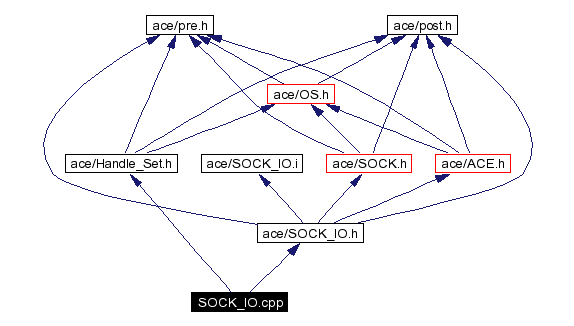 ace/pre.h
ace/post.h
ace/OS.h
ace/Handle_Set.h
ace/SOCK_IO.i
ace/SOCK.h
ace/ACE.h
ace/SOCK_IO.h
SOCK_IO.cpp